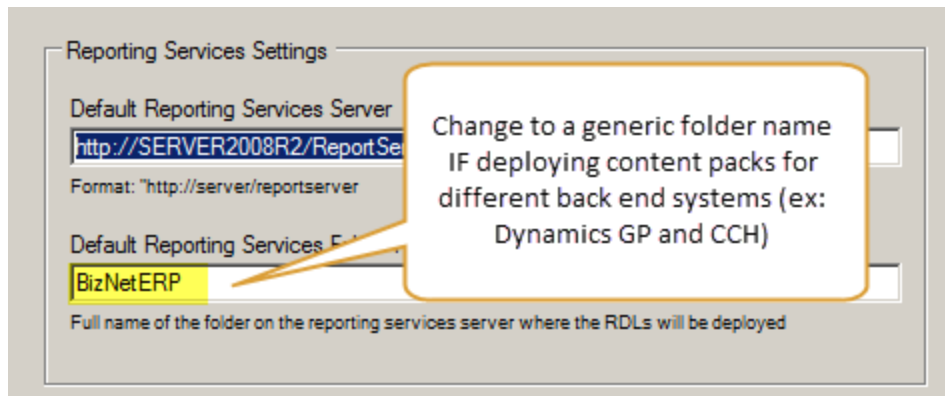 Reporting Services Settings
Default Reporting Services Server
http://SERVER2008R2/ReportSer
Format: "http://server/reportserver
Change to a generic folder name
IF deploying content packs for
different back end systems (ex:
Dynamics GP and CCH)
Default Reporting Services
BizNetERP
Full name of the folder on the reporting services server where the RDLs will be deployed